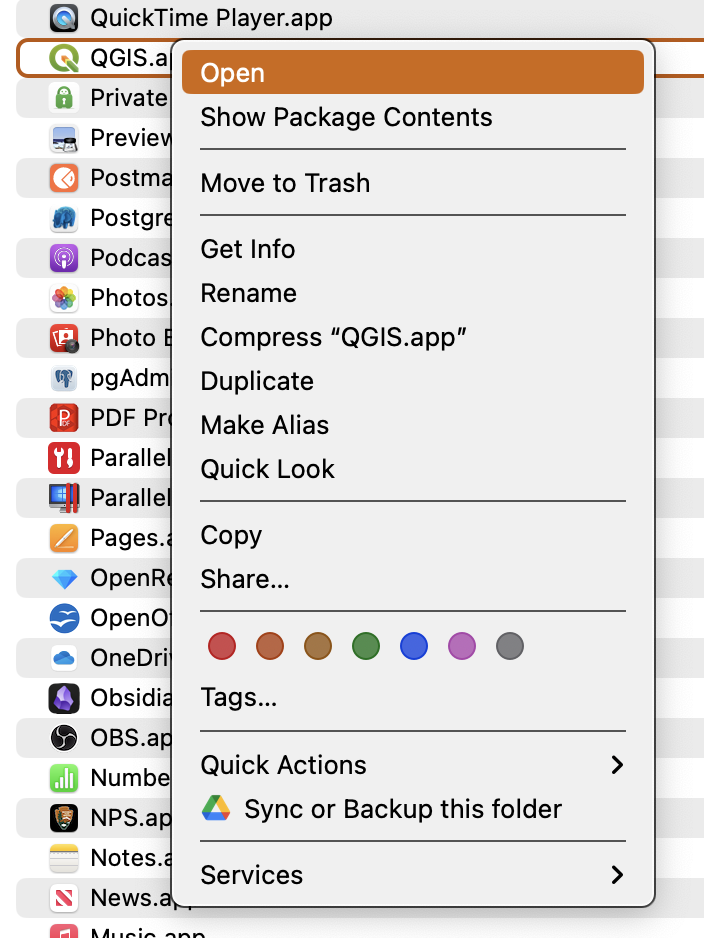 QuickTime Player.app
QGIS.a
Open
Private
Show Package Contents
Preview
Postma
Move to Trash
Postgre
Podcas
Get Info
Photos.
Rename
Photo E
Compress “QGIS.app”
pgAdm
Duplicate
PDF Pro
Make Alias
Parallel
Quick Look
Parallel
Pages.a
Copy
OpenRe
Share...
OpenOf
OneDriv
Obsidia
Tags...
OBS.ap
Quick Actions
Numbe
Sync or Backup this folder
NPS.ap
Notes.a
Services
News.app
Music.app